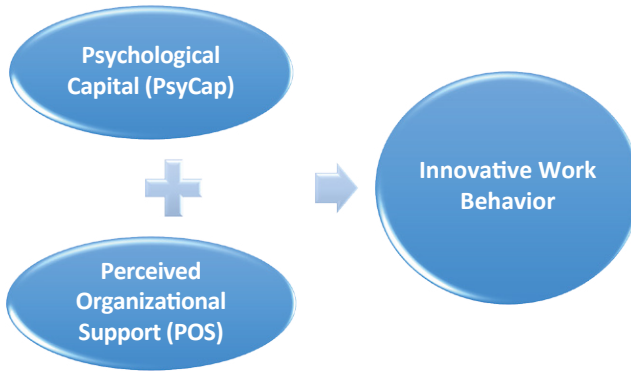 Psychological
Capital (PsyCap)
Perceived
Organizational
Support (POS)
Innovative Work
Behavior